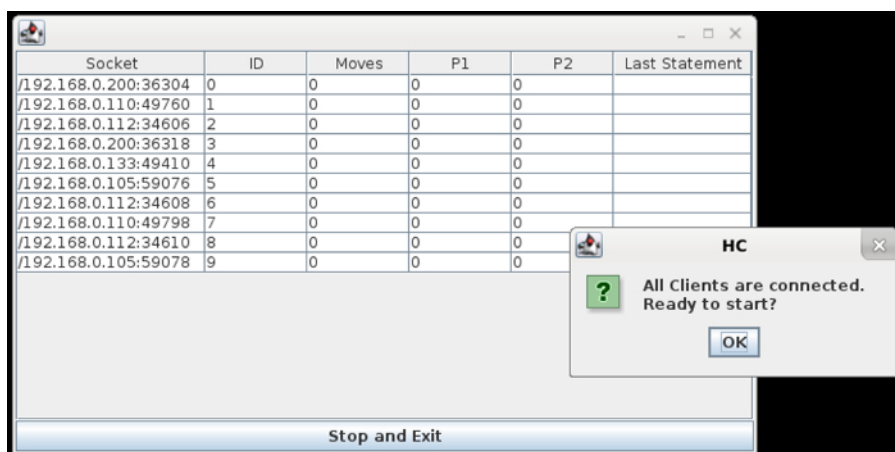 Socket ID Moves P1 P2 Last Statement
/192.168.0.200:36304 0 0 0 0
/192.168.0.110:49760 1 0 0 0
/192.168.0.112:34606 2 0 0 0
/192.168.0.200:36318 3 0 0 0
/192.168.0.133:49410 4 0 0 0
/192.168.0.105:59076 5 0 0 0
/192.168.0.112:34608 6 0 0 0
/192.168.0.110:49798 7 0 0 0
/192.168.0.112:34610 8 0 0 0
/192.168.0.105:59078 9 0 0 0
HC
?
All Clients are connected.
Ready to start?
OK
Stop and Exit